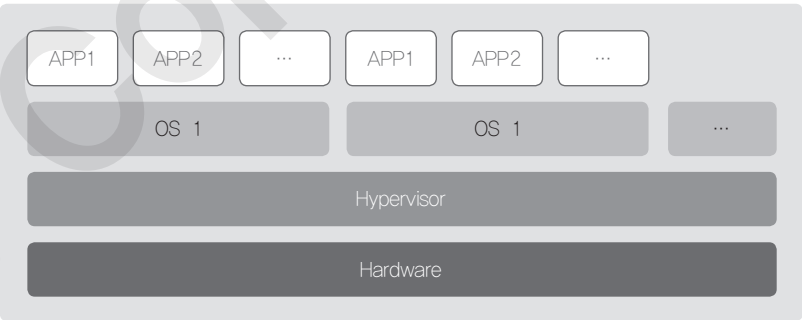 APP1 APP2 ⋯ APP1 APP2 ⋯
OS 1 OS 1 ⋯
Hypervisor
Hardware